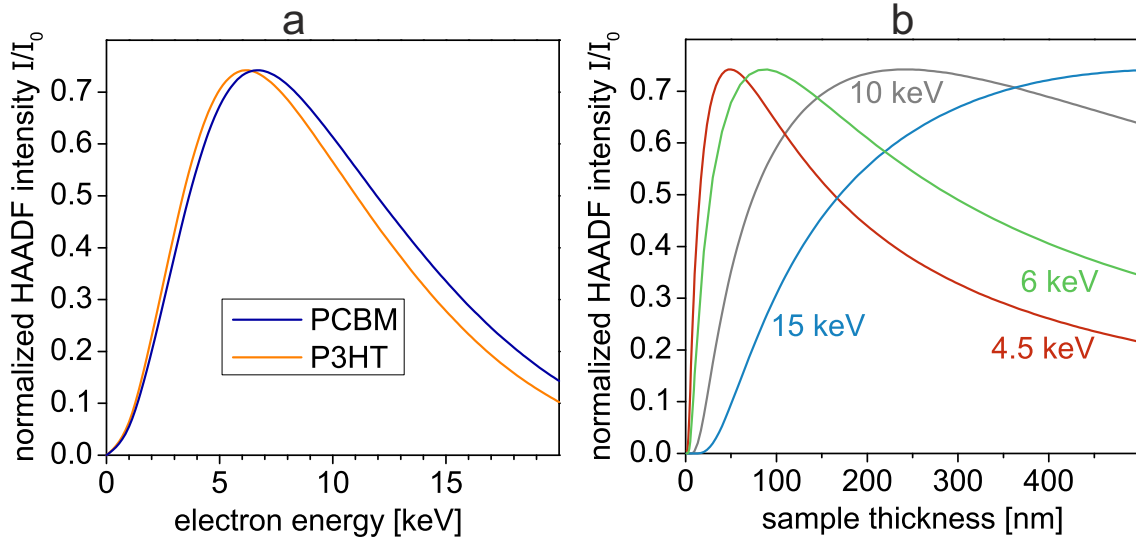 a
normalized HAADF intensity I/I₀
0.7
0.6
0.5
0.4
0.3
0.2
0.1
0.0
PCBM
P3HT
0 5 10 15
electron energy [keV]
b
normalized HAADF intensity I/I₀
0.7
0.6
0.5
0.4
0.3
0.2
0.1
0.0
10 keV
6 keV
15 keV
4.5 keV
0 100 200 300 400
sample thickness [nm]